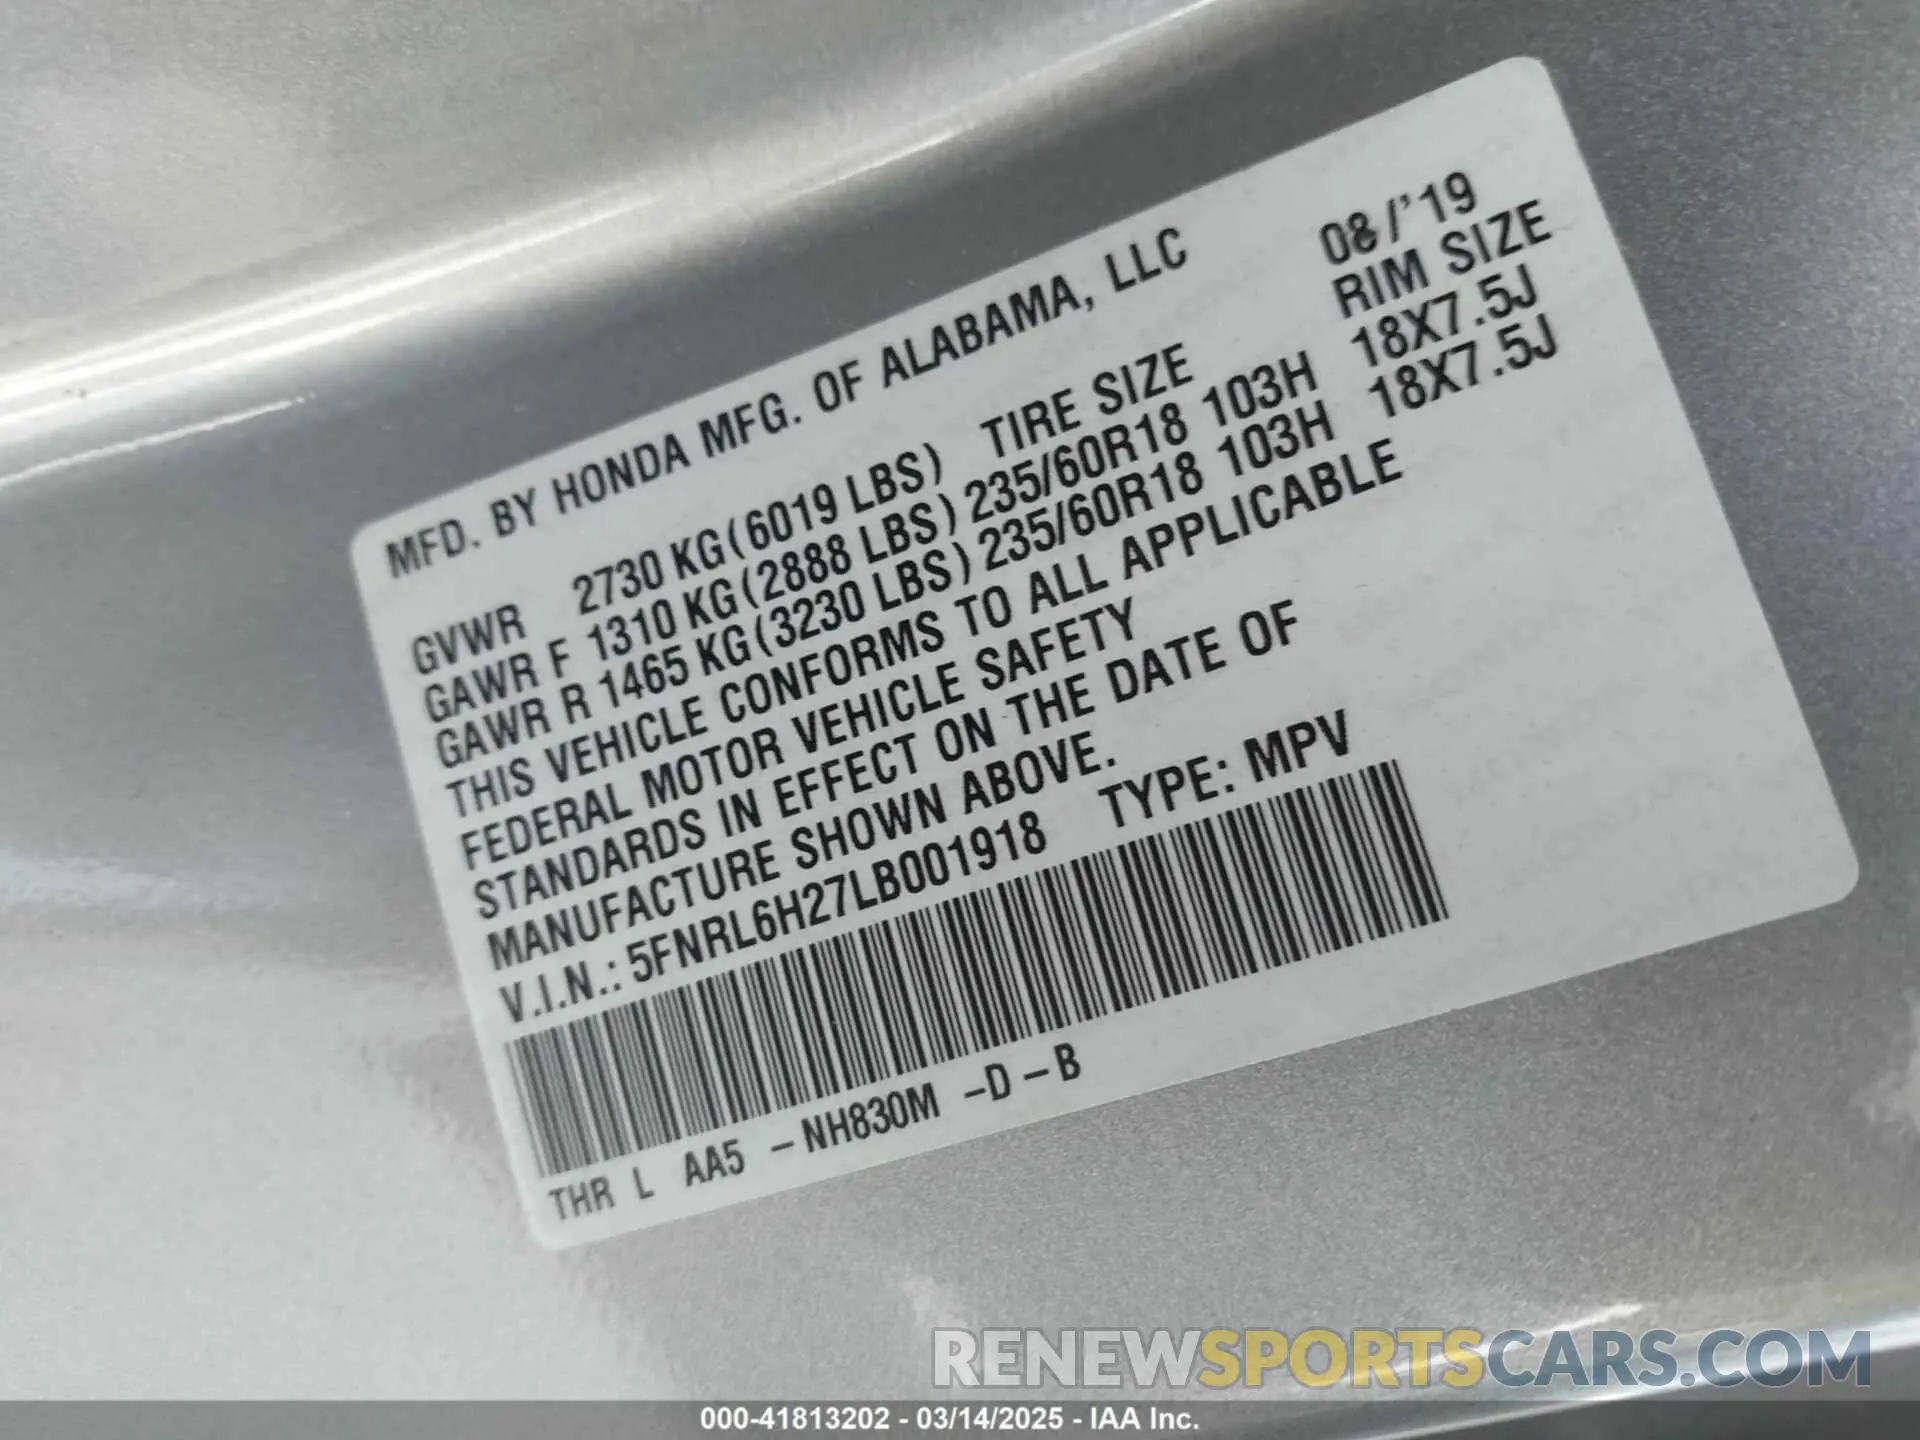 MFD. BY HONDA MFG. OF ALABAMA, LLC 08/'19
GVWR 2730 KG(6019 LBS) TIRE SIZE RIM SIZE
GAWR F 1310 KG(2888 LBS) 235/60R18 103H 18X7.5J
GAWR R 1465 KG(3230 LBS) 235/60R18 103H 18X7.5J
THIS VEHICLE CONFORMS TO ALL APPLICABLE
FEDERAL MOTOR VEHICLE SAFETY
STANDARDS IN EFFECT ON THE DATE OF
MANUFACTURE SHOWN ABOVE.
V.I.N.: 5FNRL6H27LB001918 TYPE: MPV
THR L AA5 -NH830M -D-B
RENEWSPORTSCARS.COM
000-41813202 - 03/14/2025 - IAA Inc.